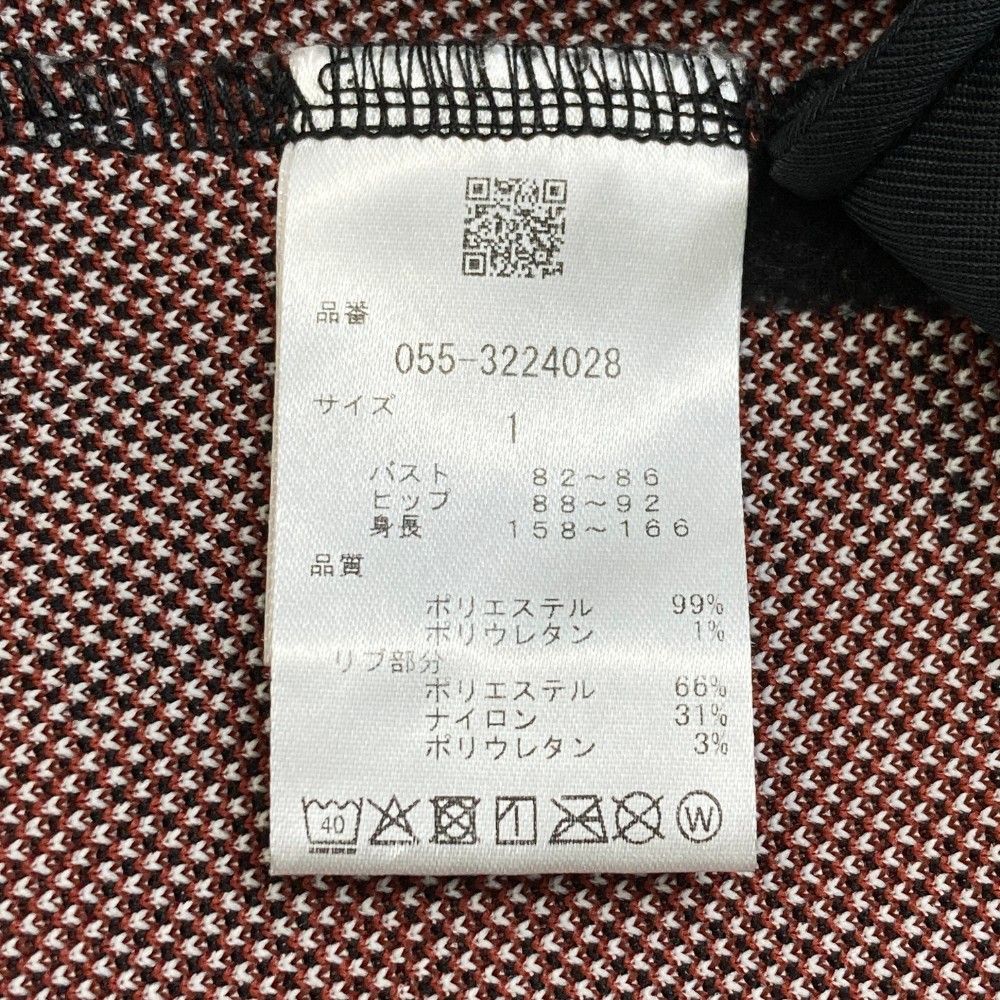 品番
055-3224028
サイズ
1
バスト 82～86
ヒップ 88～92
身長 158～166
品質
ポリエステル 99%
ポリウレタン 1%
リブ部分
ポリエステル 66%
ナイロン 31%
ポリウレタン 3%
40 W